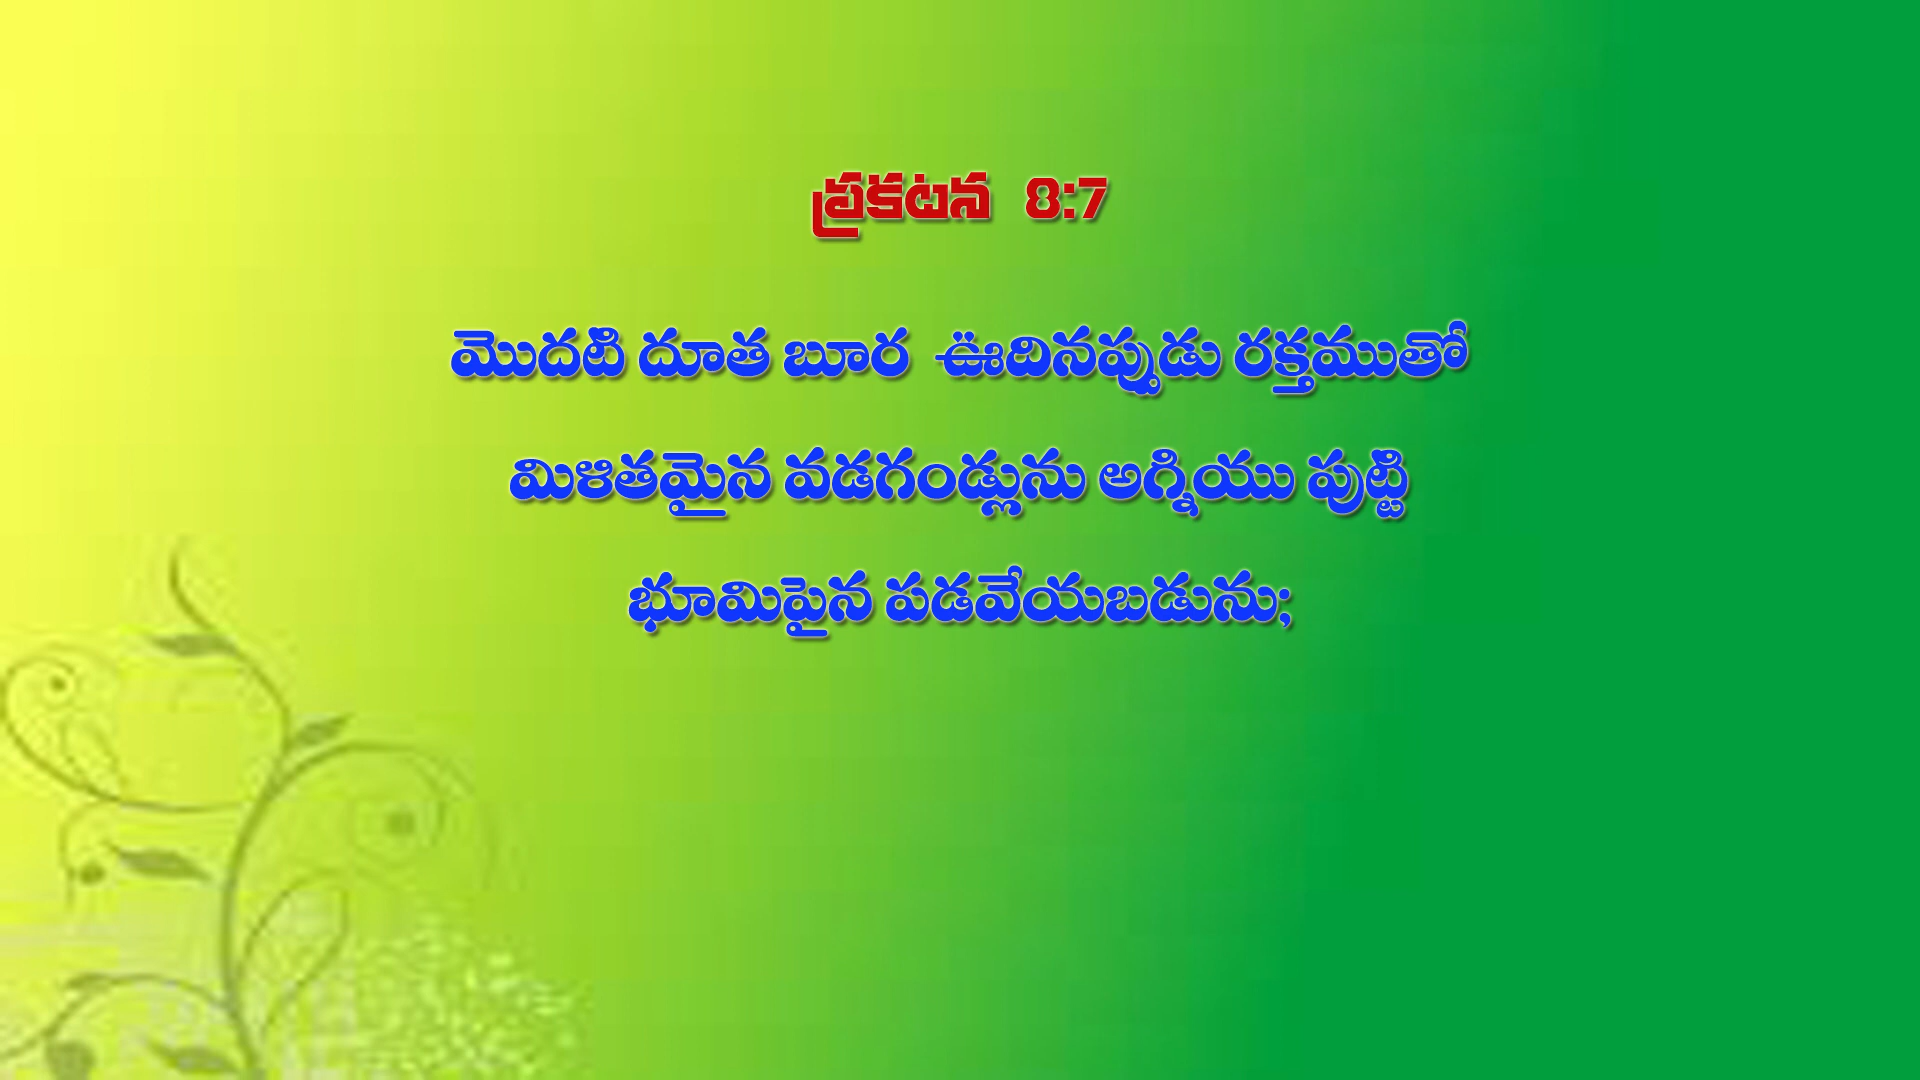 ప్రకటన 8:7
మొదటి దూత బూర ఊదినప్పుడు రక్తముతో
మిళితమైన వడగండ్లును అగ్నియు పుట్టి
భూమిపైన పడవేయబడును;